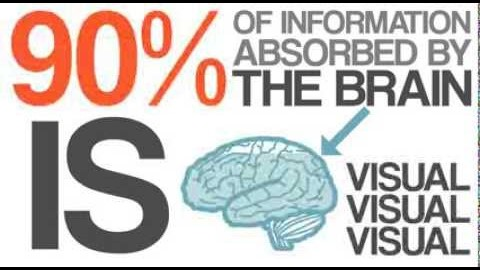 90%
OF INFORMATION
ABSORBED BY
THE BRAIN
IS
VISUAL
VISUAL
VISUAL